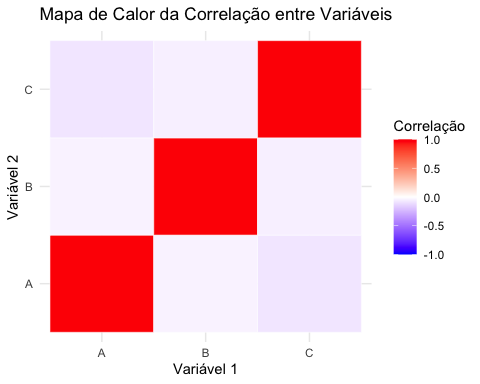 Mapa de Calor da Correlação entre Variáveis
Correlação
1.0
0.5
0.0
-0.5
-1.0
Variável 2
C
B
A
A B C
Variável 1